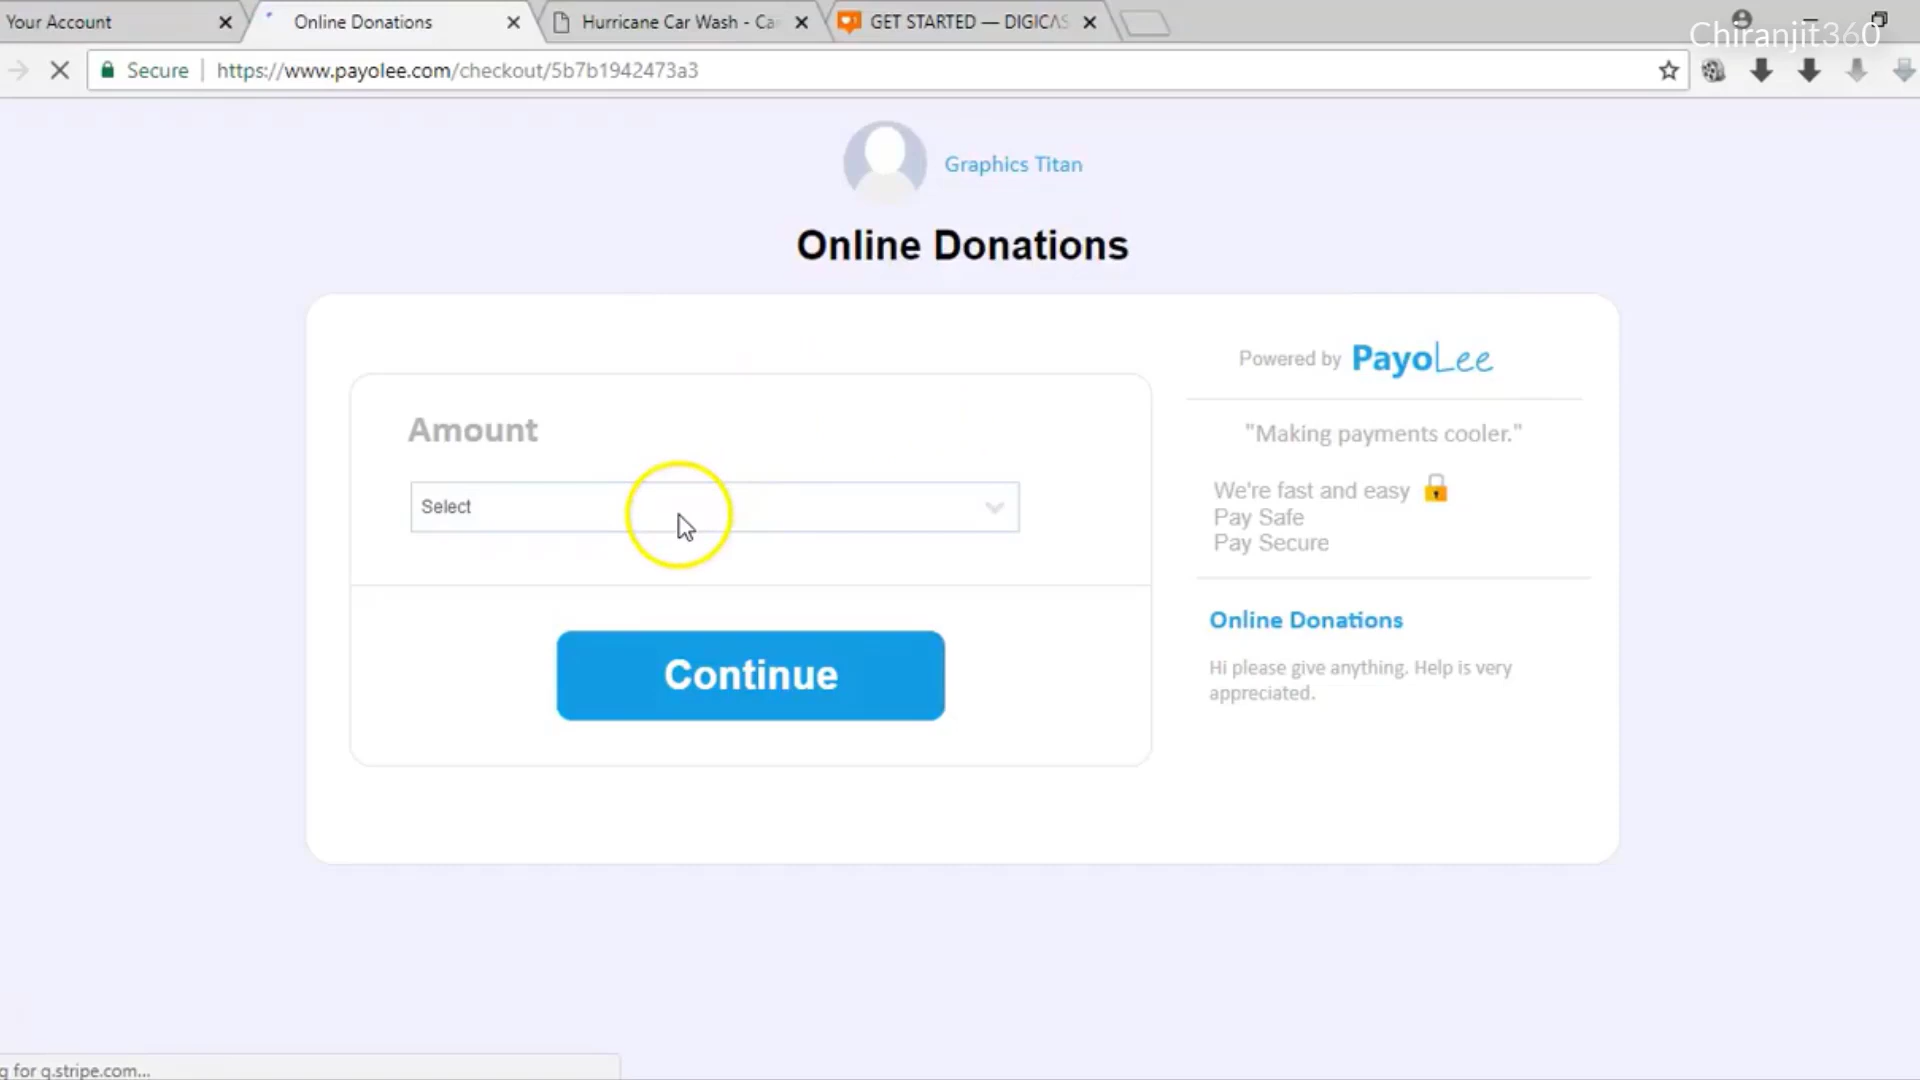 Your Account
Online Donations
Hurricane Car Wash - Ca
GET STARTED — DIGICAS
Chiranjit360
Secure
https://www.payolee.com/checkout/5b7b1942473a3
Graphics Titan
Online Donations
Amount
Select
Continue
Powered by PayoLee
"Making payments cooler."
We're fast and easy
Pay Safe
Pay Secure
Online Donations
Hi please give anything. Help is very
appreciated.
g for q.stripe.com...